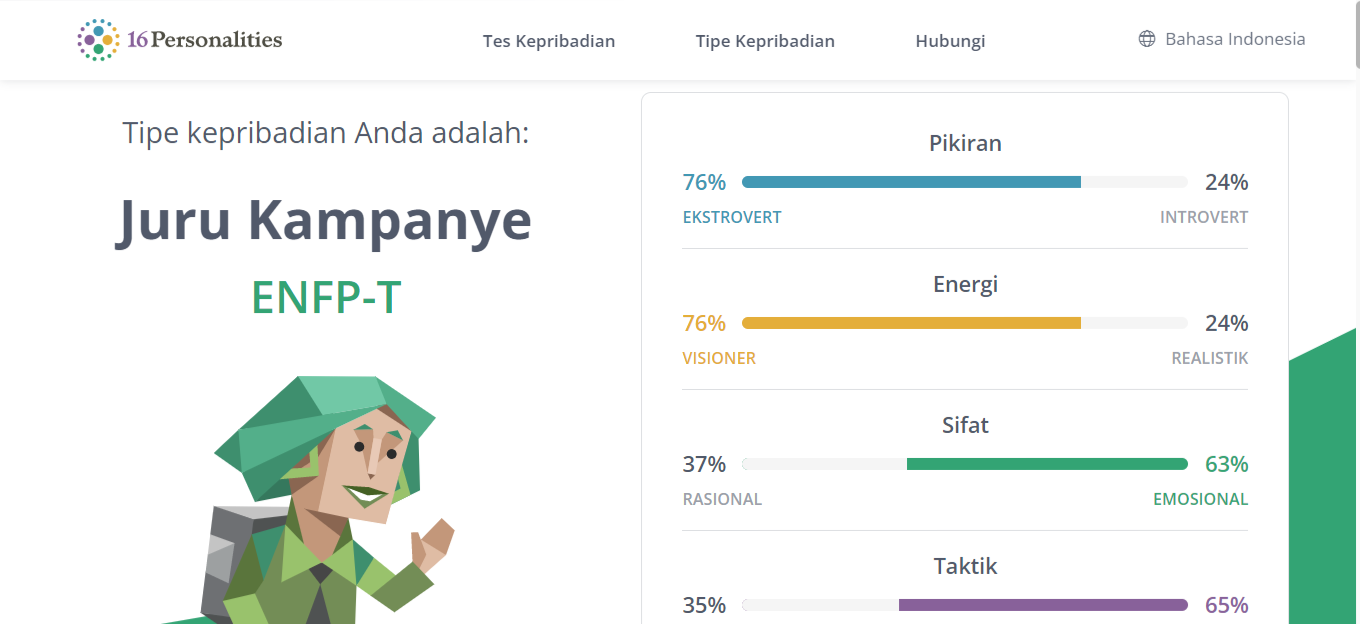 16Personalities
Tes Kepribadian
Tipe Kepribadian
Hubungi
Bahasa Indonesia
Tipe kepribadian Anda adalah:
Juru Kampanye
ENFP-T
Pikiran
76% 24%
EKSTROVERT INTROVERT
Energi
76% 24%
VISIONER REALISTIK
Sifat
37% 63%
RASIONAL EMOSIONAL
Taktik
35% 65%